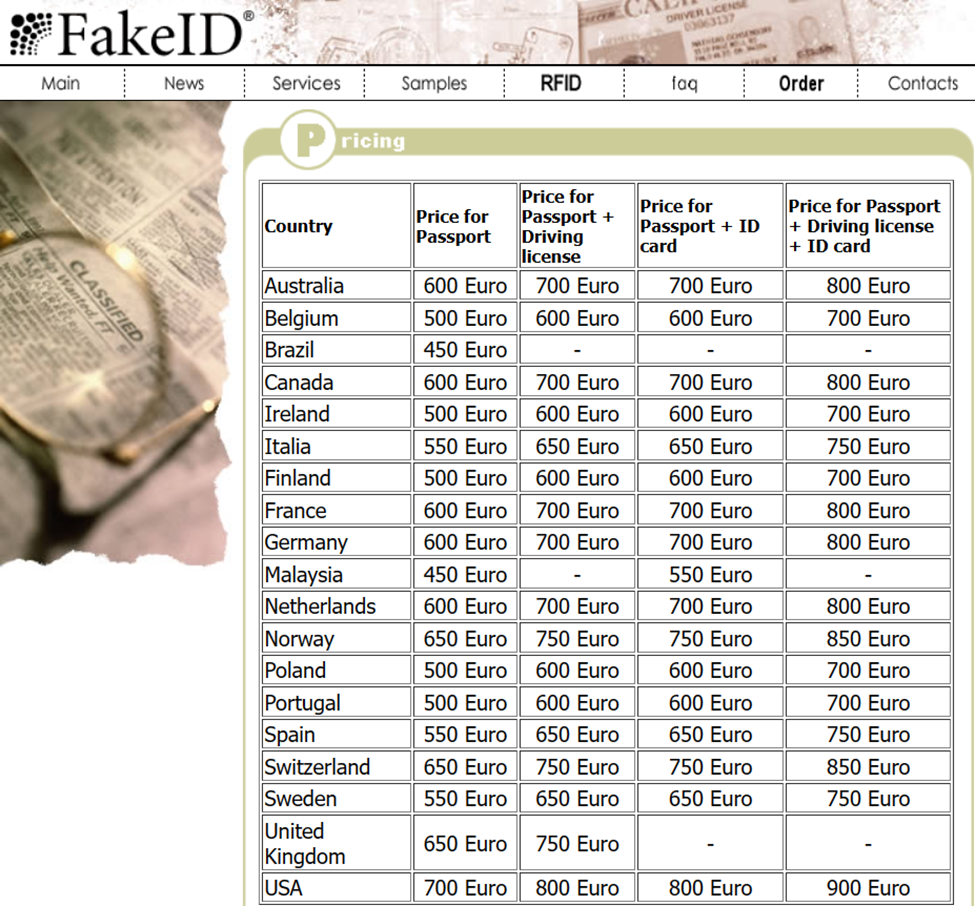 FakeID®
Main News Services Samples RFID faq Order Contacts
Pricing
Country
Price for
Passport
Price for
Passport +
Driving
license
Price for
Passport + ID
card
Price for Passport
+ Driving license
+ ID card
Australia 600 Euro 700 Euro 700 Euro 800 Euro
Belgium 500 Euro 600 Euro 600 Euro 700 Euro
Brazil 450 Euro - - -
Canada 600 Euro 700 Euro 700 Euro 800 Euro
Ireland 500 Euro 600 Euro 600 Euro 700 Euro
Italia 550 Euro 650 Euro 650 Euro 750 Euro
Finland 500 Euro 600 Euro 600 Euro 700 Euro
France 600 Euro 700 Euro 700 Euro 800 Euro
Germany 600 Euro 700 Euro 700 Euro 800 Euro
Malaysia 450 Euro - 550 Euro -
Netherlands 600 Euro 700 Euro 700 Euro 800 Euro
Norway 650 Euro 750 Euro 750 Euro 850 Euro
Poland 500 Euro 600 Euro 600 Euro 700 Euro
Portugal 500 Euro 600 Euro 600 Euro 700 Euro
Spain 550 Euro 650 Euro 650 Euro 750 Euro
Switzerland 650 Euro 750 Euro 750 Euro 850 Euro
Sweden 550 Euro 650 Euro 650 Euro 750 Euro
United
Kingdom 650 Euro 750 Euro - -
USA 700 Euro 800 Euro 800 Euro 900 Euro
DRIVER LICENSE
CLASSIFIED
Help Wanted, FT